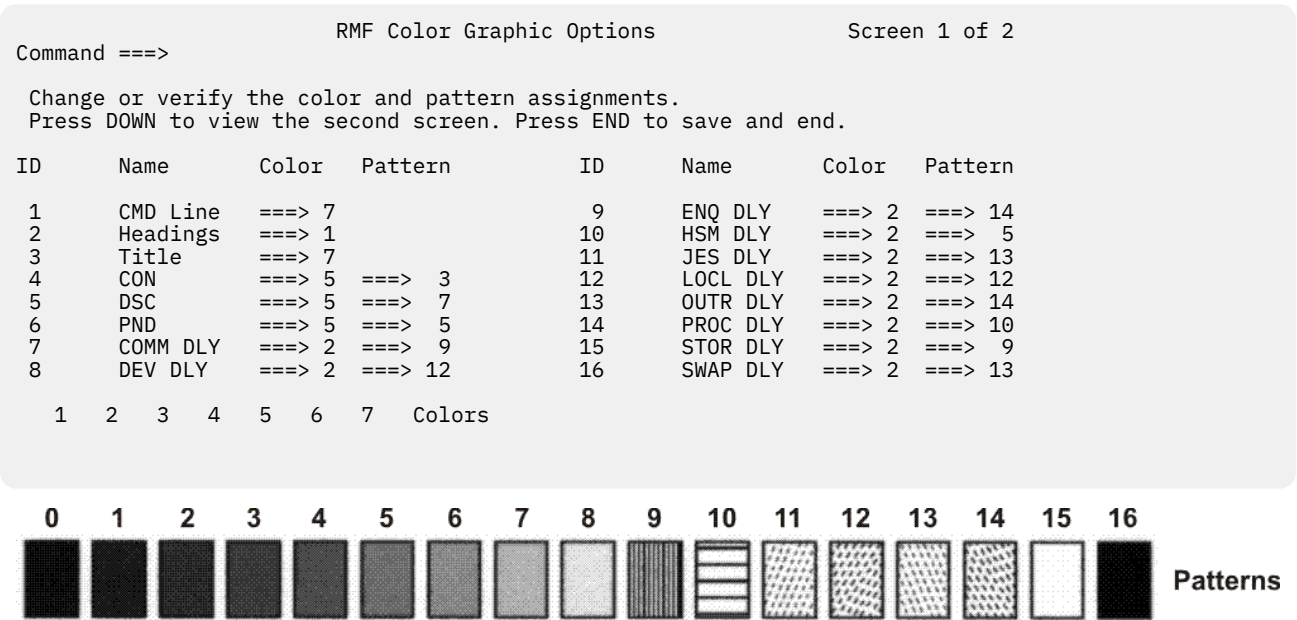 RMF Color Graphic Options Screen 1 of 2
Command ===>
Change or verify the color and pattern assignments.
Press DOWN to view the second screen. Press END to save and end.
ID Name Color Pattern ID Name Color Pattern
1 CMD Line ===> 7 9 ENQ DLY ===> 2 ===> 14
2 Headings ===> 1 10 HSM DLY ===> 2 ===> 5
3 Title ===> 7 11 JES DLY ===> 2 ===> 13
4 CON ===> 5 ===> 3 12 LOCL DLY ===> 2 ===> 12
5 DSC ===> 5 ===> 7 13 OUTR DLY ===> 2 ===> 14
6 PND ===> 5 ===> 5 14 PROC DLY ===> 2 ===> 10
7 COMM DLY ===> 2 ===> 9 15 STOR DLY ===> 2 ===> 9
8 DEV DLY ===> 2 ===> 12 16 SWAP DLY ===> 2 ===> 13
1 2 3 4 5 6 7 Colors
0 1 2 3 4 5 6 7 8 9 10 11 12 13 14 15 16
Patterns